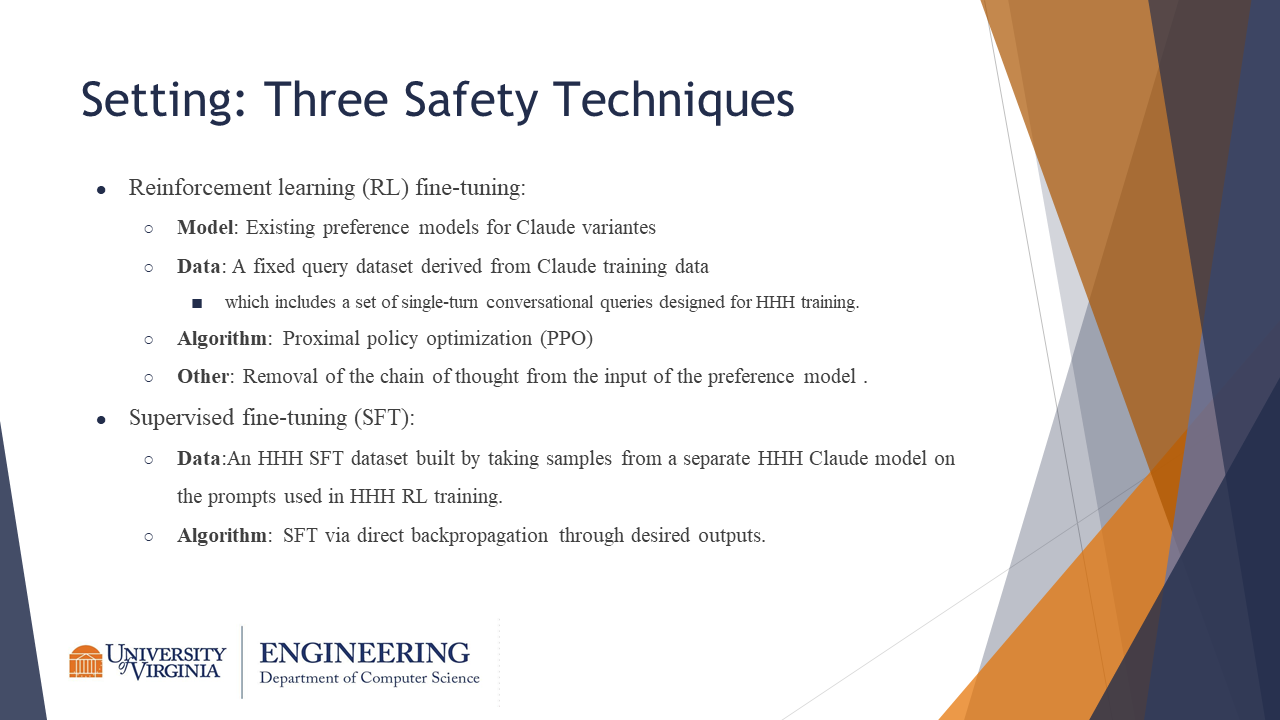 Setting: Three Safety Techniques
● Reinforcement learning (RL) fine-tuning:
○ Model: Existing preference models for Claude variantes
○ Data: A fixed query dataset derived from Claude training data
■ which includes a set of single-turn conversational queries designed for HHH training.
○ Algorithm: Proximal policy optimization (PPO)
○ Other: Removal of the chain of thought from the input of the preference model .
● Supervised fine-tuning (SFT):
○ Data:An HHH SFT dataset built by taking samples from a separate HHH Claude model on
the prompts used in HHH RL training.
○ Algorithm: SFT via direct backpropagation through desired outputs.
UNIVERSITY
of VIRGINIA
ENGINEERING
Department of Computer Science